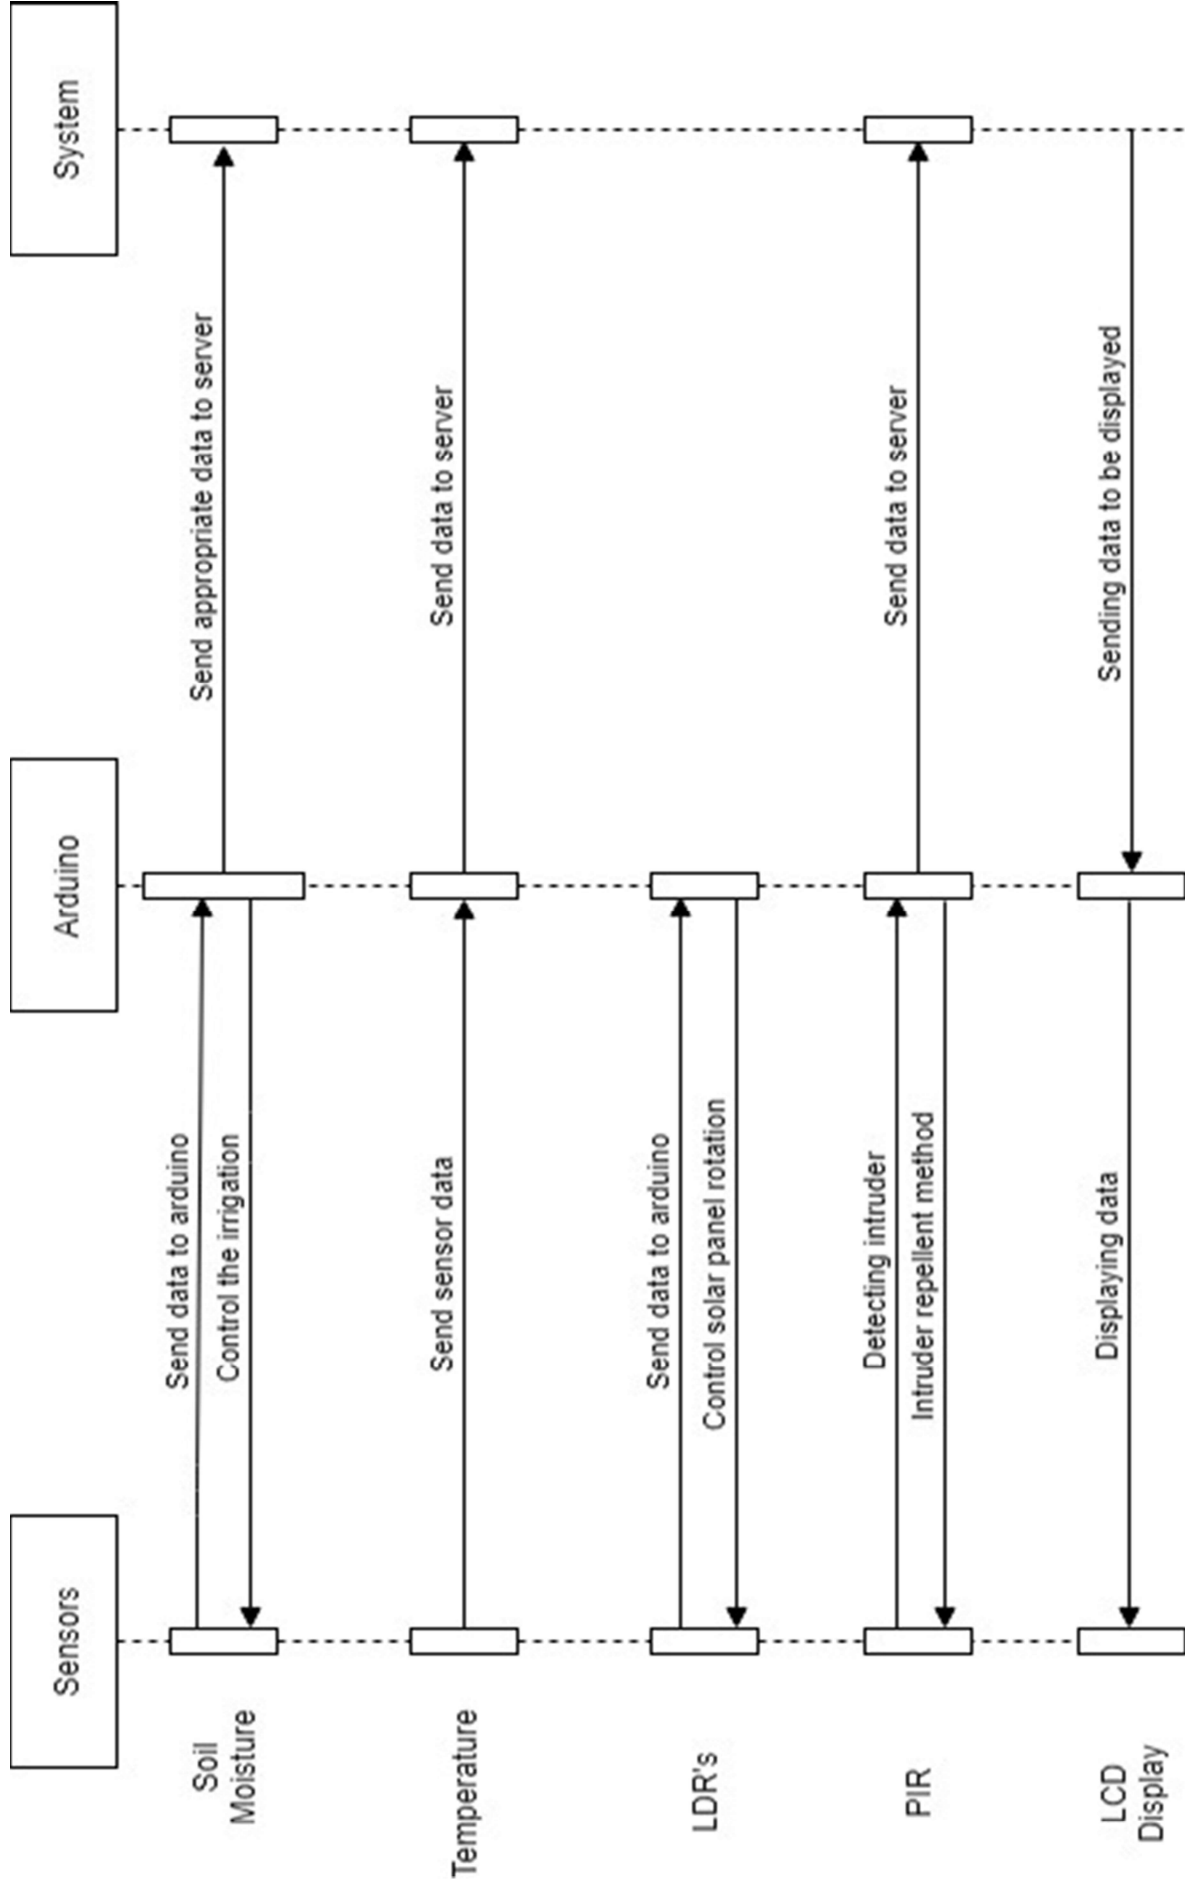 Sensors
Arduino
System
Soil
Moisture
Send data to arduino
Send appropriate data to server
Control the irrigation
Temperature
Send sensor data
Send data to server
LDR's
Send data to arduino
Control solar panel rotation
PIR
Detecting intruder
Send data to server
Intruder repellent method
LCD
Display
Displaying data
Sending data to be displayed